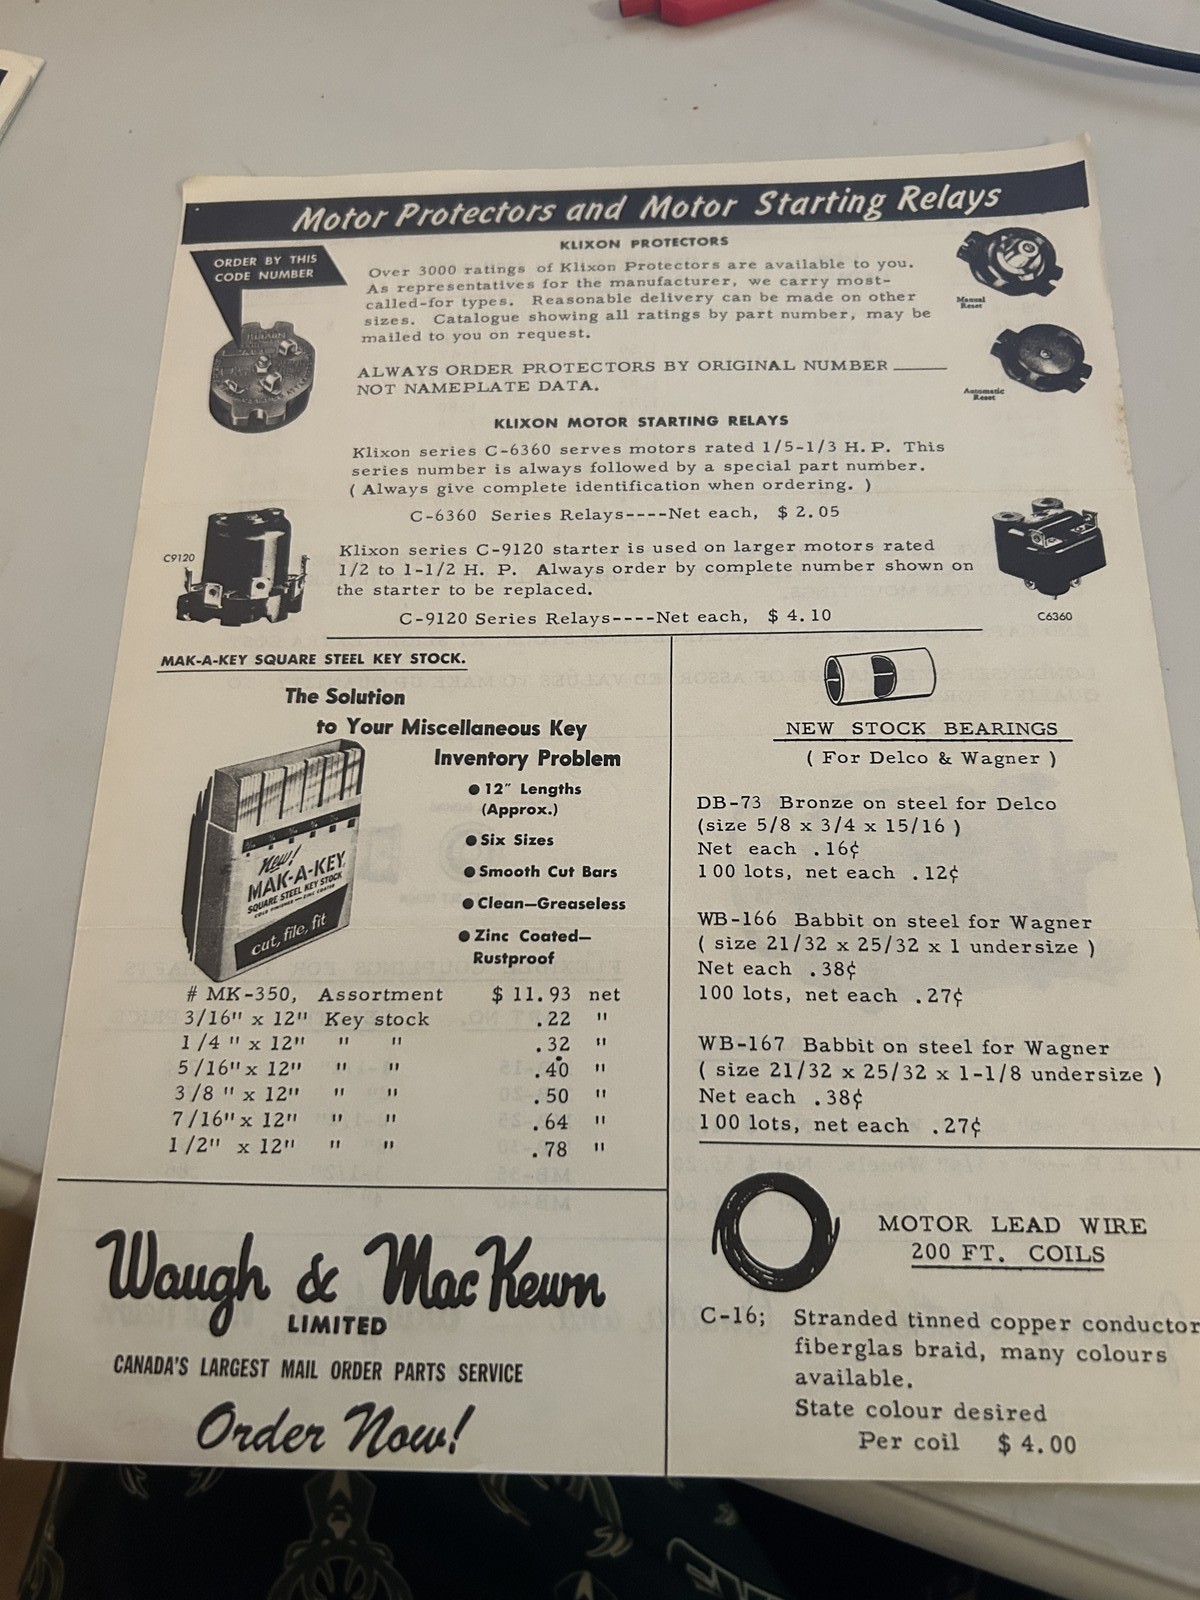 Motor Protectors and Motor Starting Relays
ORDER BY THIS
CODE NUMBER
KLIXON PROTECTORS
Over 3000 ratings of Klixon Protectors are available to you.
As representatives for the manufacturer, we carry most-
called-for types. Reasonable delivery can be made on other
sizes. Catalogue showing all ratings by part number, may be
mailed to you on request.
Manual
Reset
ALWAYS ORDER PROTECTORS BY ORIGINAL NUMBER ____
NOT NAMEPLATE DATA.
Automatic
Reset
KLIXON MOTOR STARTING RELAYS
Klixon series C-6360 serves motors rated 1/5-1/3 H. P. This
series number is always followed by a special part number.
( Always give complete identification when ordering. )
C-6360 Series Relays----Net each, $ 2.05
C9120
Klixon series C-9120 starter is used on larger motors rated
1/2 to 1-1/2 H. P. Always order by complete number shown on
the starter to be replaced.
C-9120 Series Relays----Net each, $ 4.10
C6360
MAK-A-KEY SQUARE STEEL KEY STOCK.
The Solution
to Your Miscellaneous Key
Inventory Problem
● 12" Lengths
(Approx.)
● Six Sizes
● Smooth Cut Bars
● Clean—Greaseless
● Zinc Coated—
Rustproof
New!
MAK-A-KEY
SQUARE STEEL KEY STOCK
COLD FINISHED — ZINC COATED
cut, file, fit
# MK-350, Assortment $ 11.93 net
3/16" x 12" Key stock .22 "
1/4 " x 12" " " .32 "
5/16" x 12" " " .40 "
3/8 " x 12" " " .50 "
7/16" x 12" " " .64 "
1/2" x 12" " " .78 "
NEW STOCK BEARINGS
( For Delco & Wagner )
DB-73 Bronze on steel for Delco
(size 5/8 x 3/4 x 15/16 )
Net each .16¢
100 lots, net each .12¢
WB-166 Babbit on steel for Wagner
( size 21/32 x 25/32 x 1 undersize )
Net each .38¢
100 lots, net each .27¢
WB-167 Babbit on steel for Wagner
( size 21/32 x 25/32 x 1-1/8 undersize )
Net each .38¢
100 lots, net each .27¢
Waugh & MacKewn
LIMITED
CANADA'S LARGEST MAIL ORDER PARTS SERVICE
Order Now!
MOTOR LEAD WIRE
200 FT. COILS
C-16; Stranded tinned copper conductor
fiberglas braid, many colours
available.
State colour desired
Per coil $ 4.00